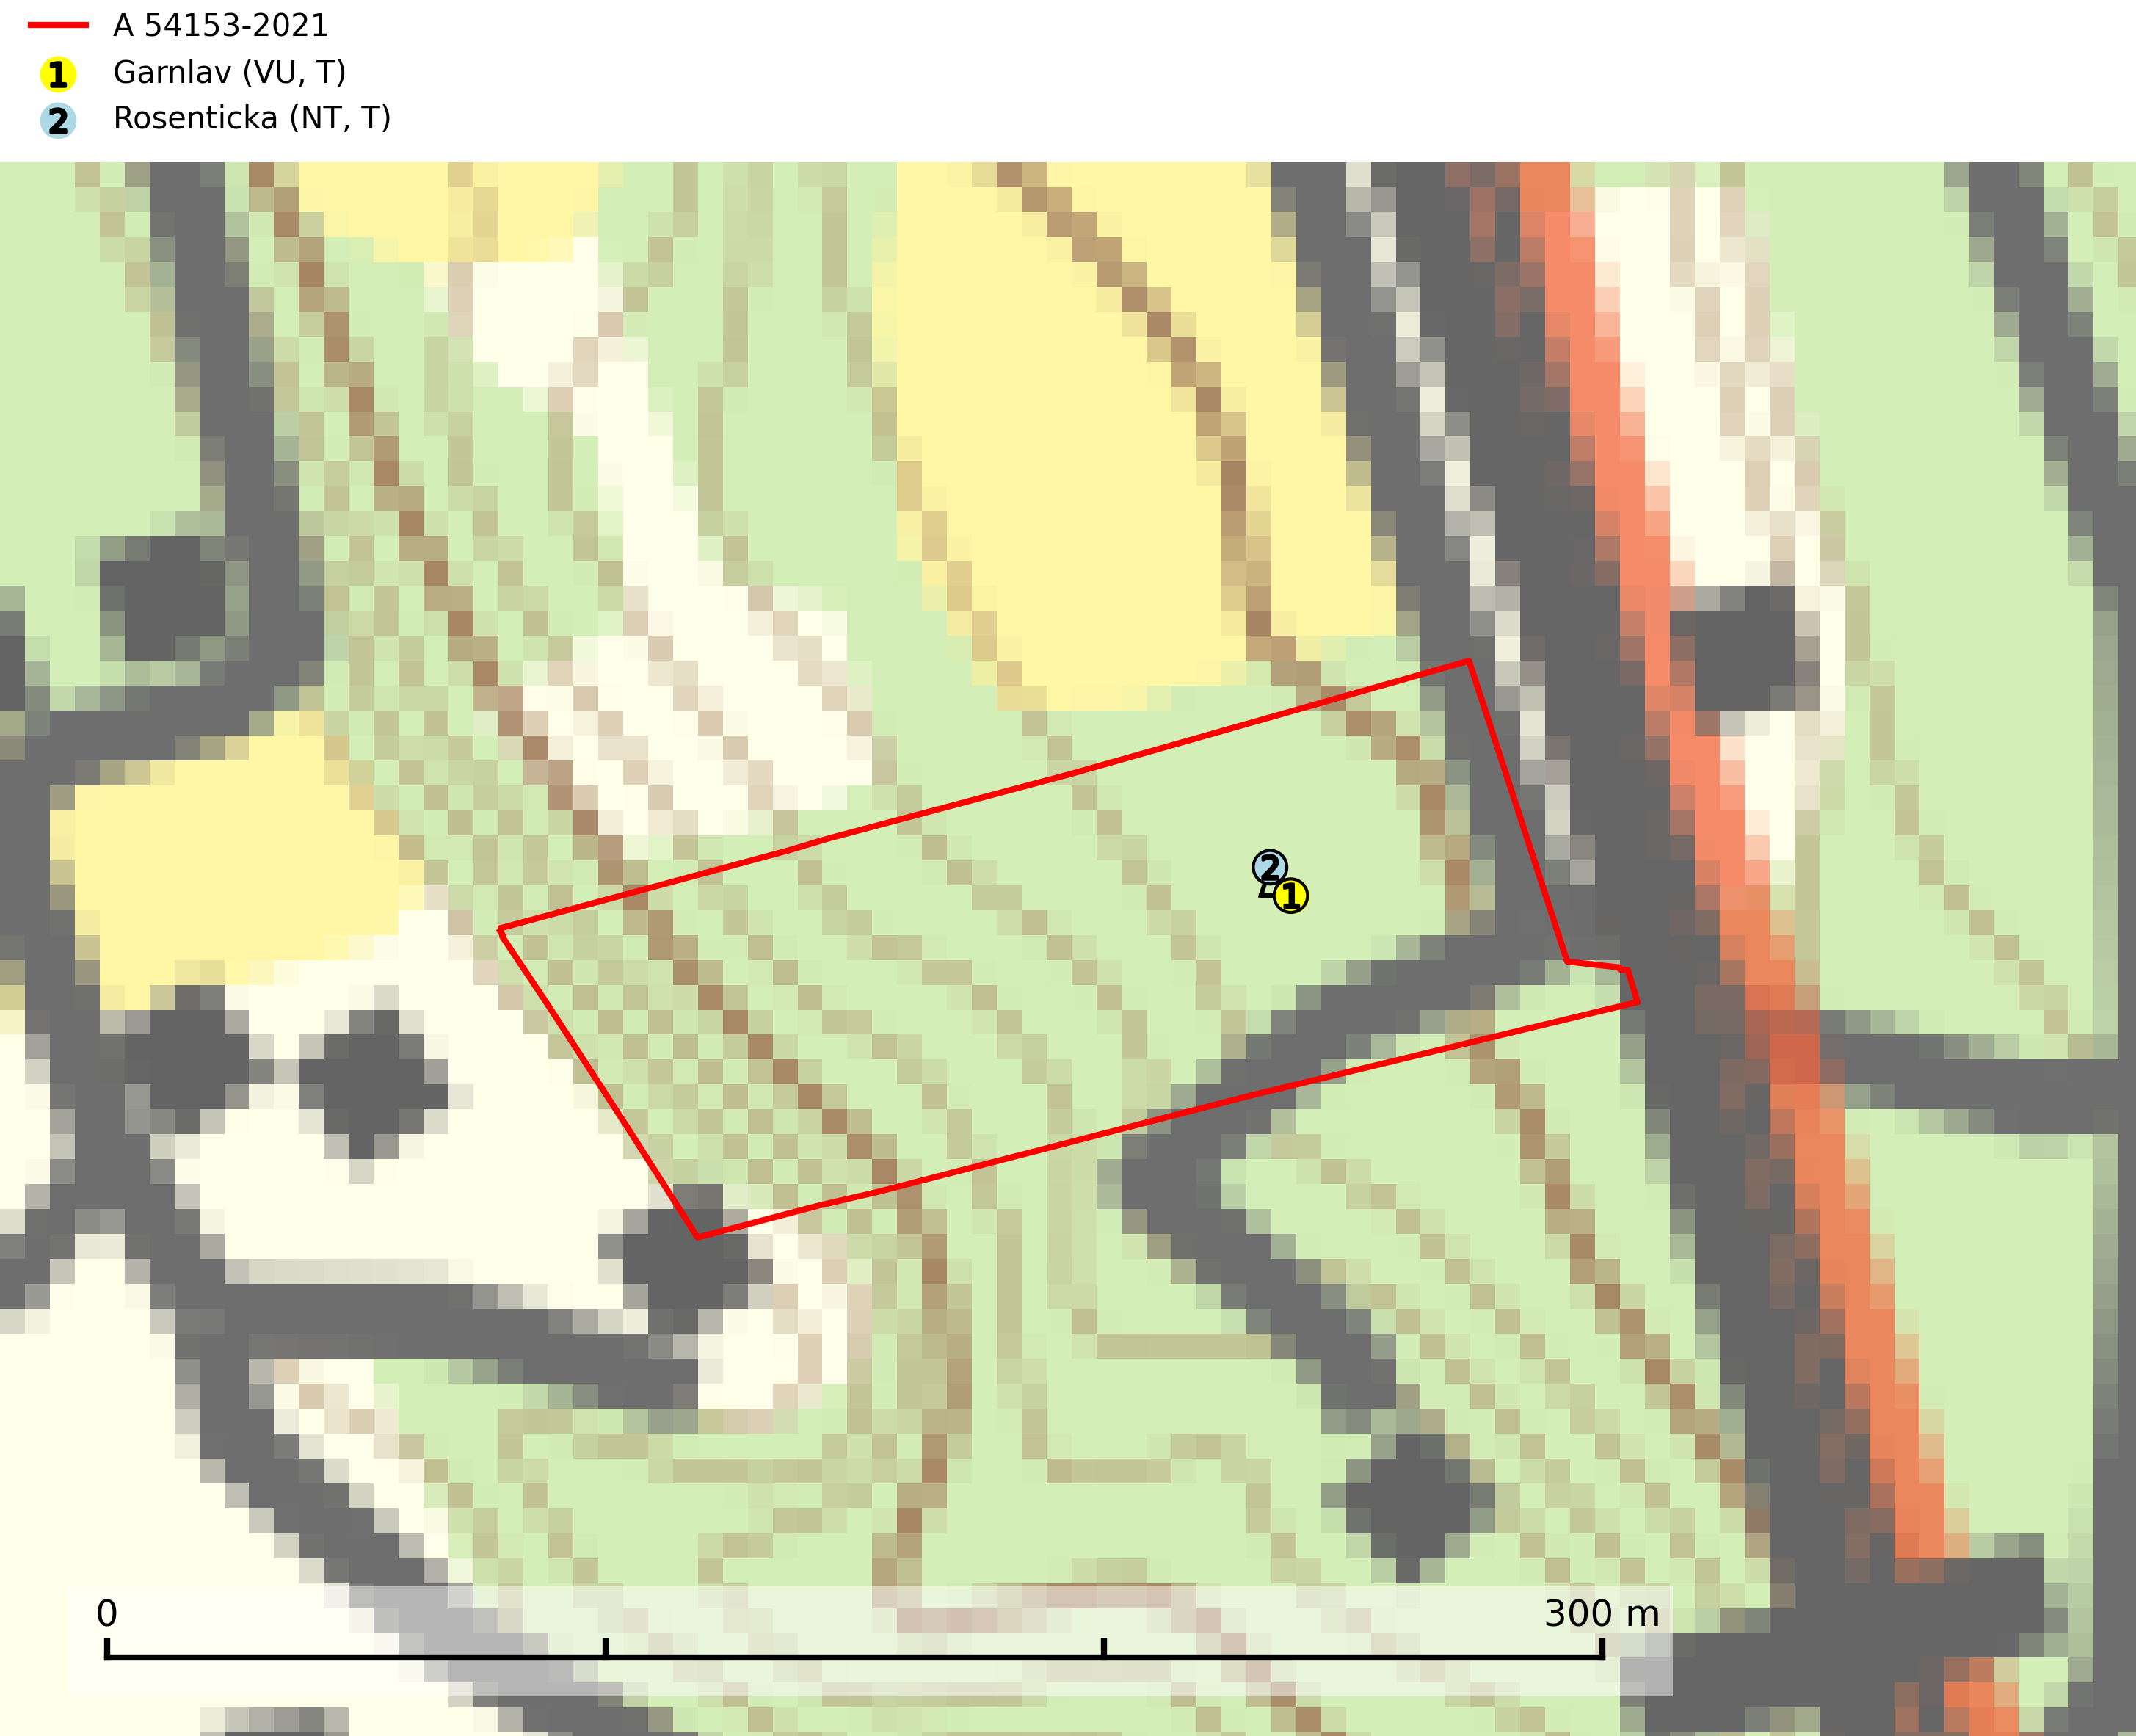 A 54153-2021
1 Garnlav (VU, T)
2 Rosenticka (NT, T)
2
1
0 300 m